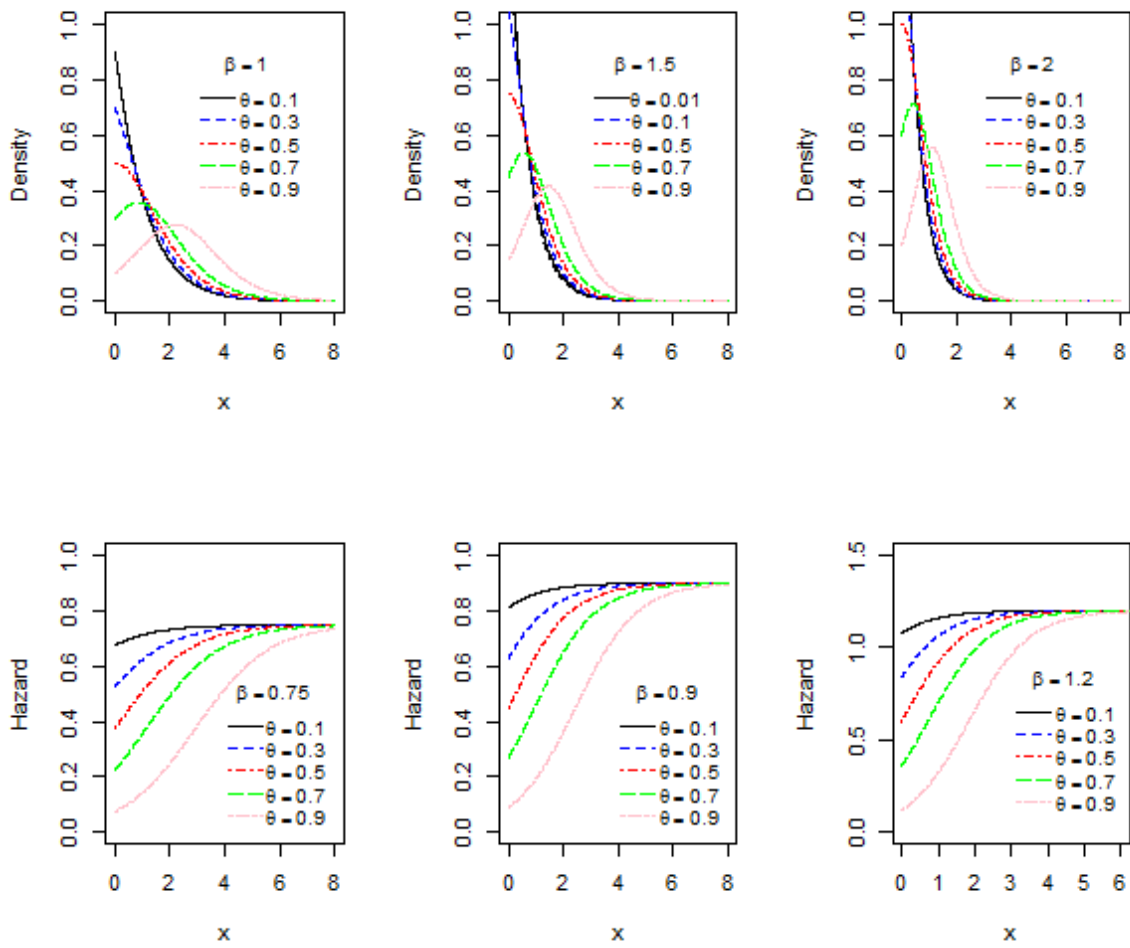 Density
0.0 0.2 0.4 0.6 0.8 1.0
β = 1
θ = 0.1
θ = 0.3
θ = 0.5
θ = 0.7
θ = 0.9
0 2 4 6 8
x
Density
0.0 0.2 0.4 0.6 0.8 1.0
β = 1.5
θ = 0.01
θ = 0.1
θ = 0.5
θ = 0.7
θ = 0.9
0 2 4 6 8
x
Density
0.0 0.2 0.4 0.6 0.8 1.0
β = 2
θ = 0.1
θ = 0.3
θ = 0.5
θ = 0.7
θ = 0.9
0 2 4 6 8
x
Hazard
0.0 0.2 0.4 0.6 0.8 1.0
β = 0.75
θ = 0.1
θ = 0.3
θ = 0.5
θ = 0.7
θ = 0.9
0 2 4 6 8
x
Hazard
0.0 0.2 0.4 0.6 0.8 1.0
β = 0.9
θ = 0.1
θ = 0.3
θ = 0.5
θ = 0.7
θ = 0.9
0 2 4 6 8
x
Hazard
0.0 0.5 1.0 1.5
β = 1.2
θ = 0.1
θ = 0.3
θ = 0.5
θ = 0.7
θ = 0.9
0 1 2 3 4 5 6
x